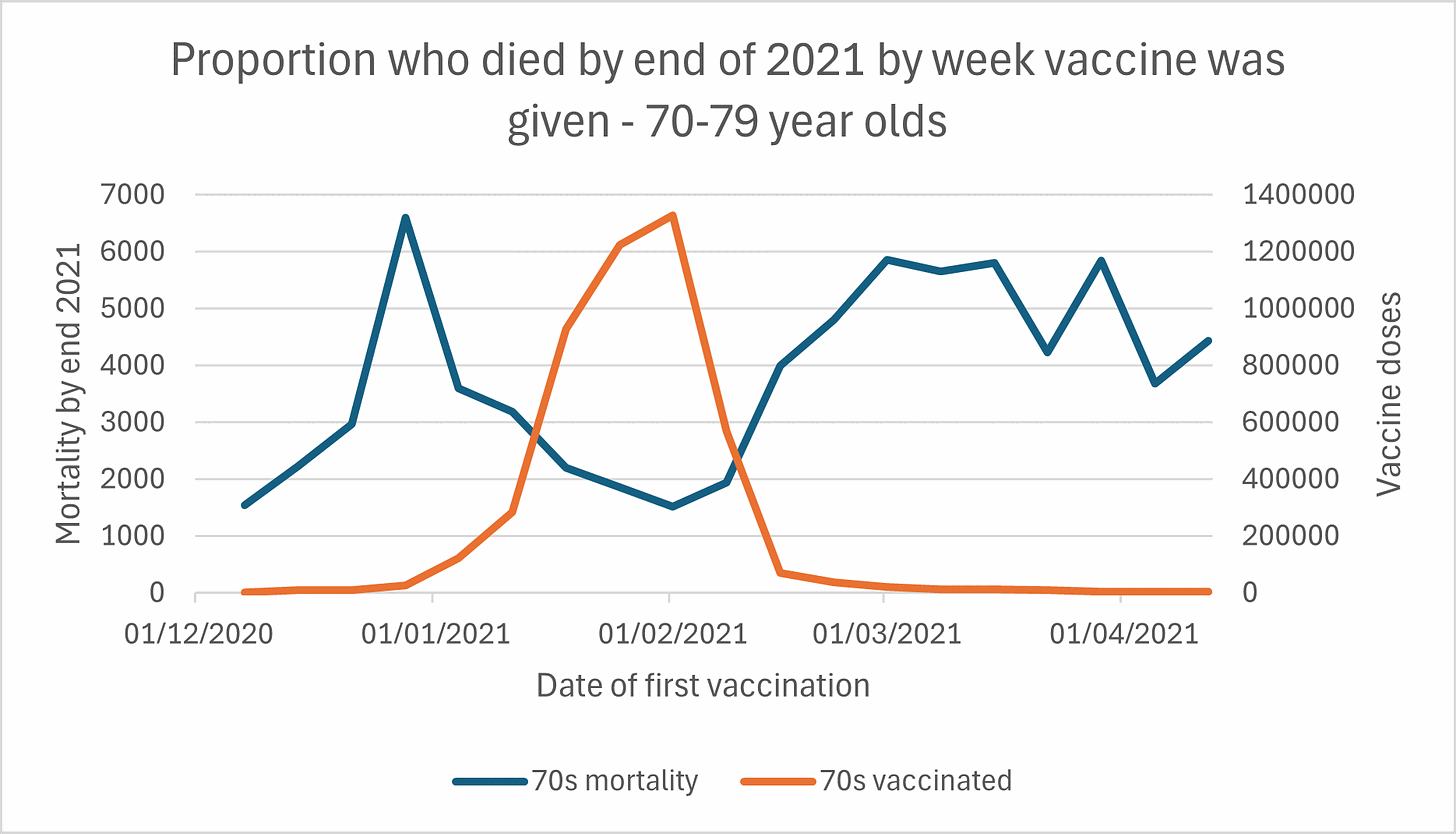 Proportion who died by end of 2021 by week vaccine was
given - 70-79 year olds
Mortality by end 2021
7000
6000
5000
4000
3000
2000
1000
0
1400000
1200000
1000000
800000
600000
400000
200000
0
Vaccine doses
01/12/2020 01/01/2021 01/02/2021 01/03/2021 01/04/2021
Date of first vaccination
70s mortality 70s vaccinated